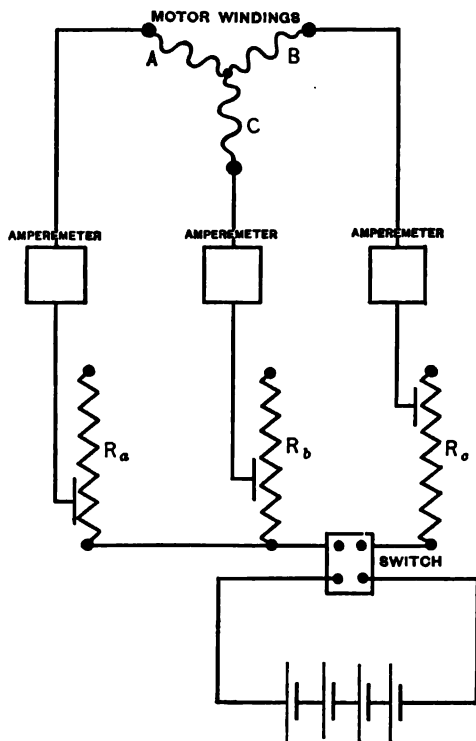 MOTOR WINDINGS
A
B
C
AMPEREMETER
AMPEREMETER
AMPEREMETER
Ra
Rb
Rc
SWITCH